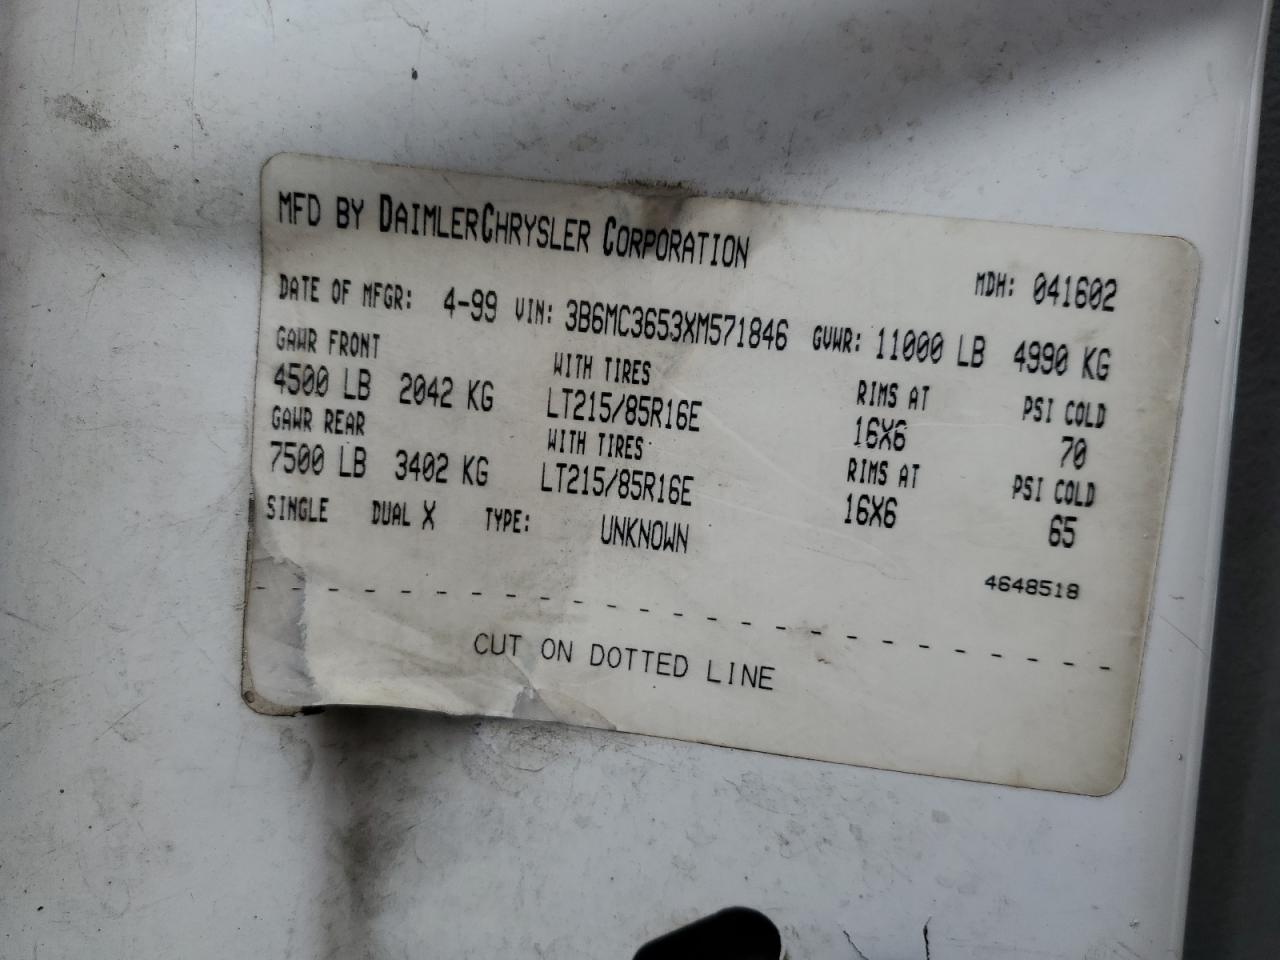 MFD BY DAIMLERCHRYSLER CORPORATION
MDH: 041602
DATE OF MFGR: 4-99 VIN: 3B6MC3653XM571846 GVWR: 11000 LB 4990 KG
GAWR FRONT WITH TIRES RIMS AT PSI COLD
4500 LB 2042 KG LT215/85R16E 16X6 70
GAWR REAR WITH TIRES RIMS AT PSI COLD
7500 LB 3402 KG LT215/85R16E 16X6 65
SINGLE DUAL X TYPE: UNKNOWN
4648518
CUT ON DOTTED LINE